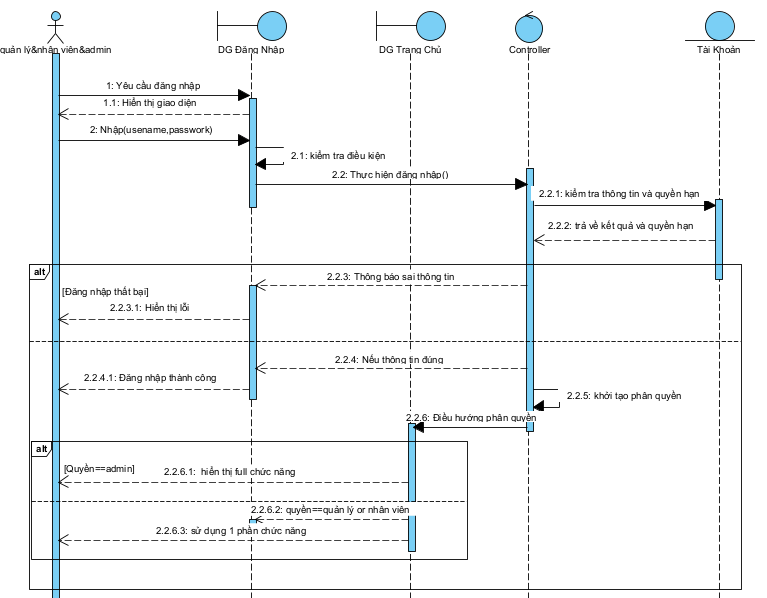 quản lý&nhân viên&admin
DG Đăng Nhập
DG Trang Chủ
Controller
Tài Khoản
1: Yêu cầu đăng nhập
1.1: Hiển thị giao diện
2: Nhập(usename,passwork)
2.1: kiểm tra điều kiện
2.2: Thực hiện đăng nhập()
2.2.1: kiểm tra thông tin và quyền hạn
2.2.2: trả về kết quả và quyền hạn
alt
2.2.3: Thông báo sai thông tin
[Đăng nhập thất bại]
2.2.3.1: Hiển thị lỗi
2.2.4: Nếu thông tin đúng
2.2.4.1: Đăng nhập thành công
2.2.5: khởi tạo phân quyền
2.2.6: Điều hướng phân quyền
alt
[Quyền==admin]
2.2.6.1: hiển thị full chức năng
2.2.6.2: quyền==quản lý or nhân viên
2.2.6.3: sử dụng 1 phần chức năng